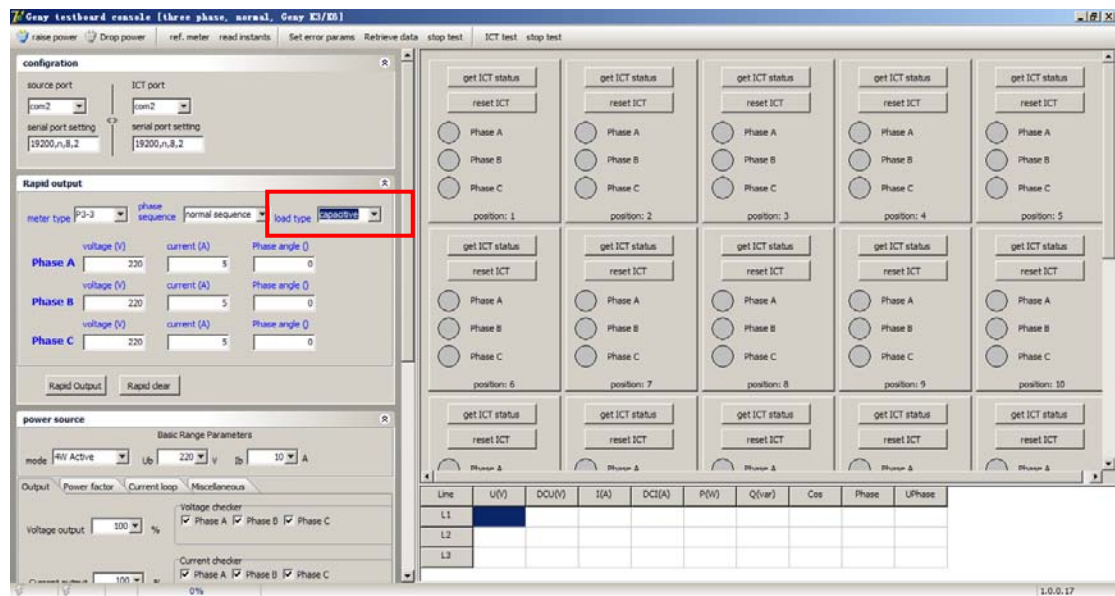 Geny testboard console [three phase, normal, Geny K3/K6]
raise power Drop power ref. meter read instants Set error params Retrieve data stop test ICT test stop test
configration
source port ICT port
com2 com2
serial port setting <> serial port setting
19200,n,8,2 19200,n,8,2
Rapid output
meter type P3-3 phase sequence normal sequence load type capacitive
voltage (V) current (A) Phase angle ()
Phase A 220 5 0
voltage (V) current (A) Phase angle ()
Phase B 220 5 0
voltage (V) current (A) Phase angle ()
Phase C 220 5 0
Rapid Output Rapid clear
power source
Basic Range Parameters
mode 4W Active Ub 220 V Ib 10 A
Output Power factor Current loop Miscellaneous
Voltage checker
Voltage output 100 % Phase A Phase B Phase C
Current checker
Current output 100 % Phase A Phase B Phase C
get ICT status get ICT status get ICT status get ICT status get ICT status
reset ICT reset ICT reset ICT reset ICT reset ICT
Phase A Phase A Phase A Phase A Phase A
Phase B Phase B Phase B Phase B Phase B
Phase C Phase C Phase C Phase C Phase C
position: 1 position: 2 position: 3 position: 4 position: 5
get ICT status get ICT status get ICT status get ICT status get ICT status
reset ICT reset ICT reset ICT reset ICT reset ICT
Phase A Phase A Phase A Phase A Phase A
Phase B Phase B Phase B Phase B Phase B
Phase C Phase C Phase C Phase C Phase C
position: 6 position: 7 position: 8 position: 9 position: 10
get ICT status get ICT status get ICT status get ICT status get ICT status
reset ICT reset ICT reset ICT reset ICT reset ICT
Phase A Phase A Phase A Phase A Phase A
Line U(V) DCU(V) I(A) DCI(A) P(W) Q(var) Cos Phase UPhase
L1
L2
L3
0% 1.0.0.17